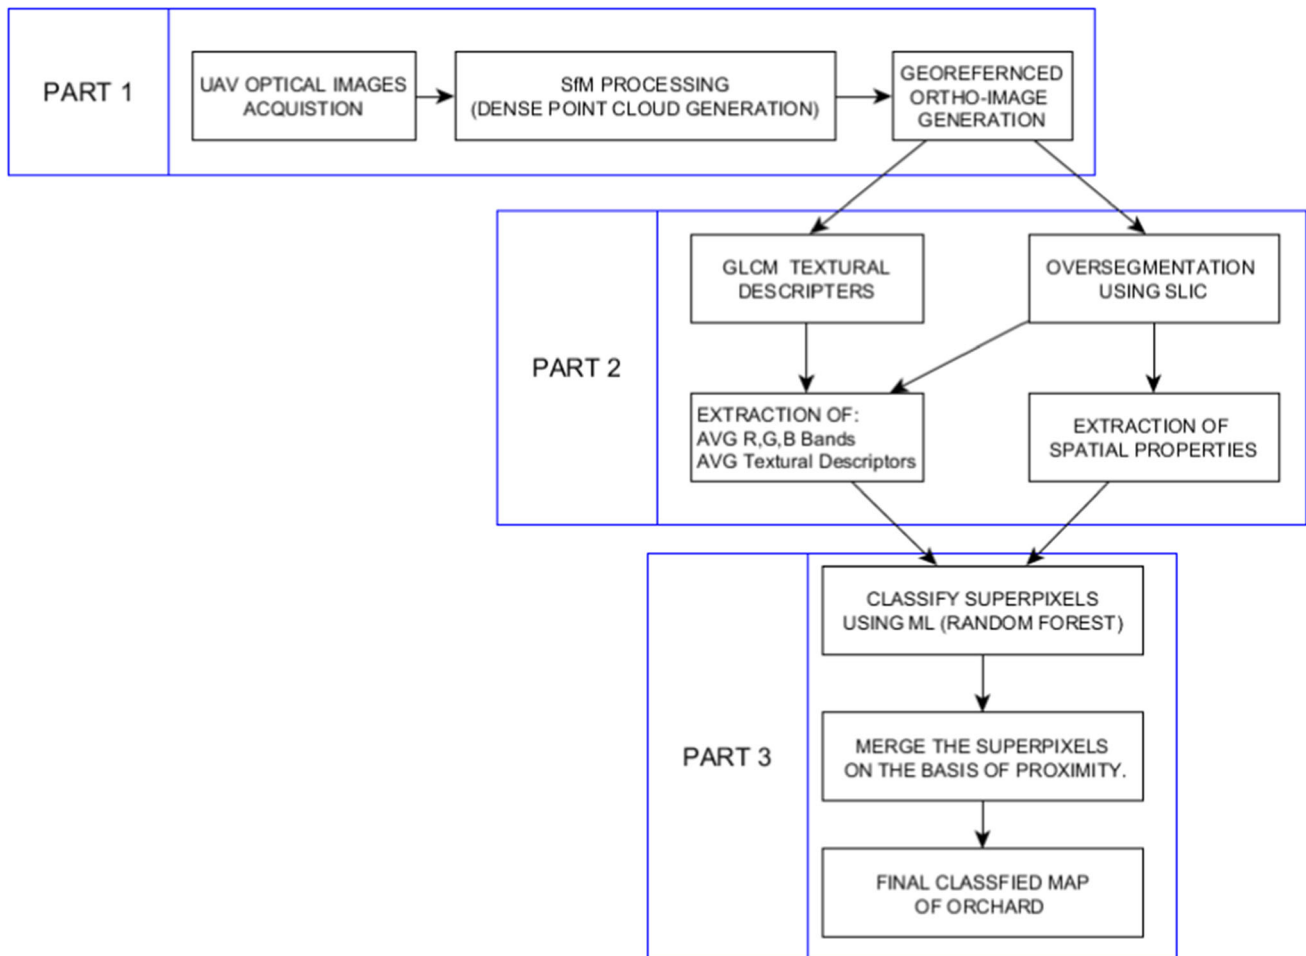 PART 1
UAV OPTICAL IMAGES
ACQUISTION
SfM PROCESSING
(DENSE POINT CLOUD GENERATION)
GEOREFERNCED
ORTHO-IMAGE
GENERATION
PART 2
GLCM TEXTURAL
DESCRIPTERS
OVERSEGMENTATION
USING SLIC
EXTRACTION OF:
AVG R,G,B Bands
AVG Textural Descriptors
EXTRACTION OF
SPATIAL PROPERTIES
PART 3
CLASSIFY SUPERPIXELS
USING ML (RANDOM FOREST)
MERGE THE SUPERPIXELS
ON THE BASIS OF PROXIMITY.
FINAL CLASSFIED MAP
OF ORCHARD